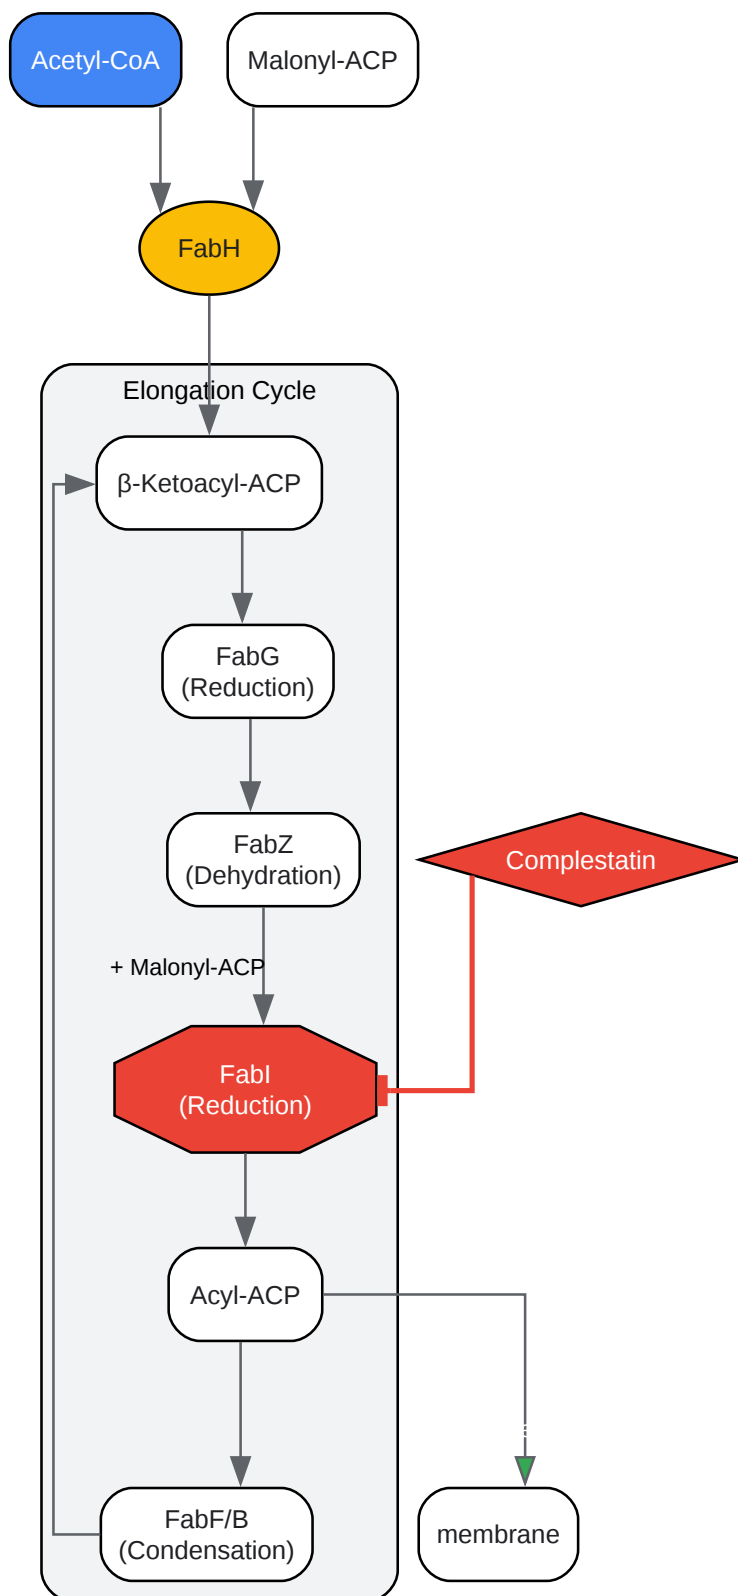 Acetyl-CoA
Malonyl-ACP
FabH
Elongation Cycle
β-Ketoacyl-ACP
FabG
(Reduction)
FabZ
(Dehydration)
Complestatin
+ Malonyl-ACP
FabI
(Reduction)
Acyl-ACP
FabF/B
(Condensation)
membrane